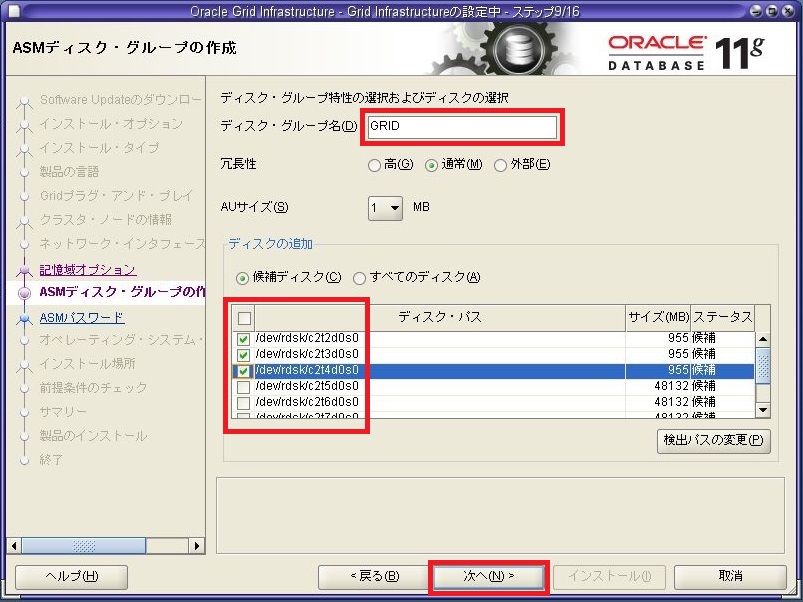 Oracle Grid Infrastructure - Grid Infrastructureの設定中 - ステップ9/16
ASMディスク・グループの作成
ORACLE
DATABASE 11g
Software Updateのダウンロー
インストール・オプション
インストール・タイプ
製品の言語
Gridプラグ・アンド・プレイ
クラスタ・ノードの情報
ネットワーク・インタフェース
記憶域オプション
ASMディスク・グループの作
ASMパスワード
オペレーティング・システム・
インストール場所
前提条件のチェック
サマリー
製品のインストール
終了
ディスク・グループ特性の選択およびディスクの選択
ディスク・グループ名(D) GRID
冗長性 高(G) 通常(M) 外部(E)
AUサイズ(S) 1 MB
ディスクの追加
候補ディスク(C) すべてのディスク(A)
ディスク・パス サイズ(MB) ステータス
/dev/rdsk/c2t2d0s0 955 候補
/dev/rdsk/c2t3d0s0 955 候補
/dev/rdsk/c2t4d0s0 955 候補
/dev/rdsk/c2t5d0s0 48132 候補
/dev/rdsk/c2t6d0s0 48132 候補
/dev/rdsk/c2t7d0s0 48132 候補
検出パスの変更(P)
ヘルプ(H) < 戻る(B) 次へ(N) > インストール(I) 取消